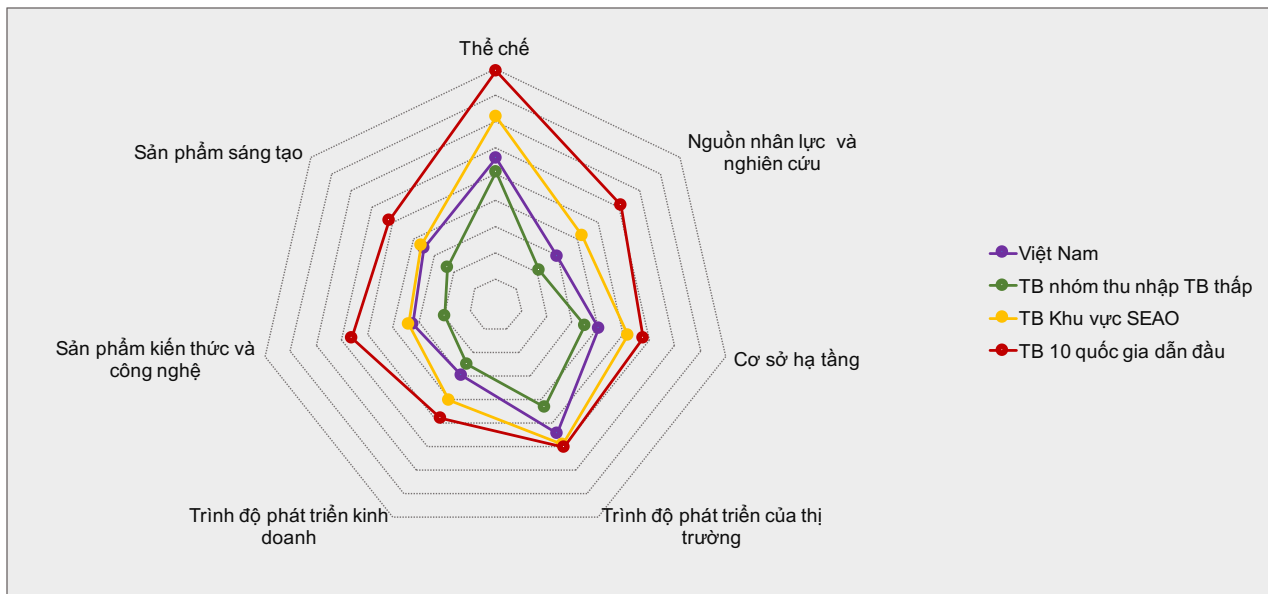 Thể chế
Nguồn nhân lực và
nghiên cứu
Cơ sở hạ tầng
Trình độ phát triển của thị
trường
Trình độ phát triển kinh
doanh
Sản phẩm kiến thức và
công nghệ
Sản phẩm sáng tạo
Việt Nam
TB nhóm thu nhập TB thấp
TB Khu vực SEAO
TB 10 quốc gia dẫn đầu